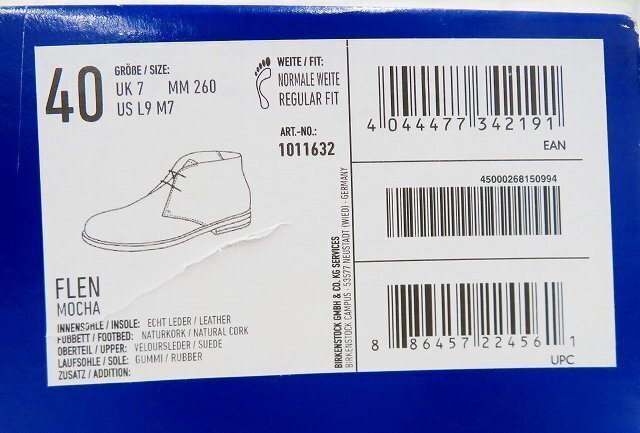 40
GRÖßE / SIZE:
UK 7 MM 260
US L9 M7
WEITE / FIT:
NORMALE WEITE
REGULAR FIT
ART.-NO.:
1011632
FLEN
MOCHA
INNENSOHLE / INSOLE: ECHT LEDER / LEATHER
FUßBETT / FOOTBED: NATURKORK / NATURAL CORK
OBERTEIL / UPPER: VELOURSLEDER / SUEDE
LAUFSOHLE / SOLE: GUMMI / RUBBER
ZUSATZ / ADDITION:
BIRKENSTOCK GMBH & CO. KG SERVICES
BIRKENSTOCK CAMPUS · 53577 NEUSTADT (WIED) · GERMANY
4 044477 342191
EAN
45000268150994
8 86457 22456 1
UPC